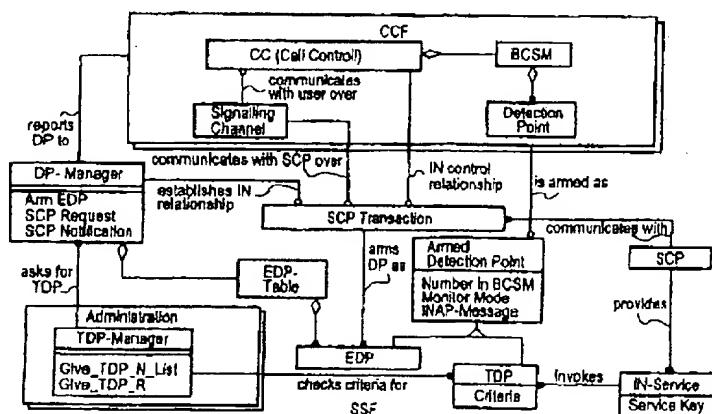 CCF
CC (Call Control)
BCSM
communicates
with user over
Signalling
Channel
Detection
Point
reports
DP to
communicates with SCP over
DP-Manager
establishes IN
relationship
IN control
relationship
is armed as
Arm EDP
SCP Request
SCP Notification
SCP Transaction
communicates with
asks for
TDP
EDP-
Table
arms
DP as
Armed
Detection Point
SCP
Number in BCSM
Monitor Mode
INAP-Message
Administration
provides
TDP-Manager
EDP
Give_TDP_N_List
Give_TDP_R
checks criteria for
TDP
Criteria
Invokes
IN-Service
Service Key
SSF